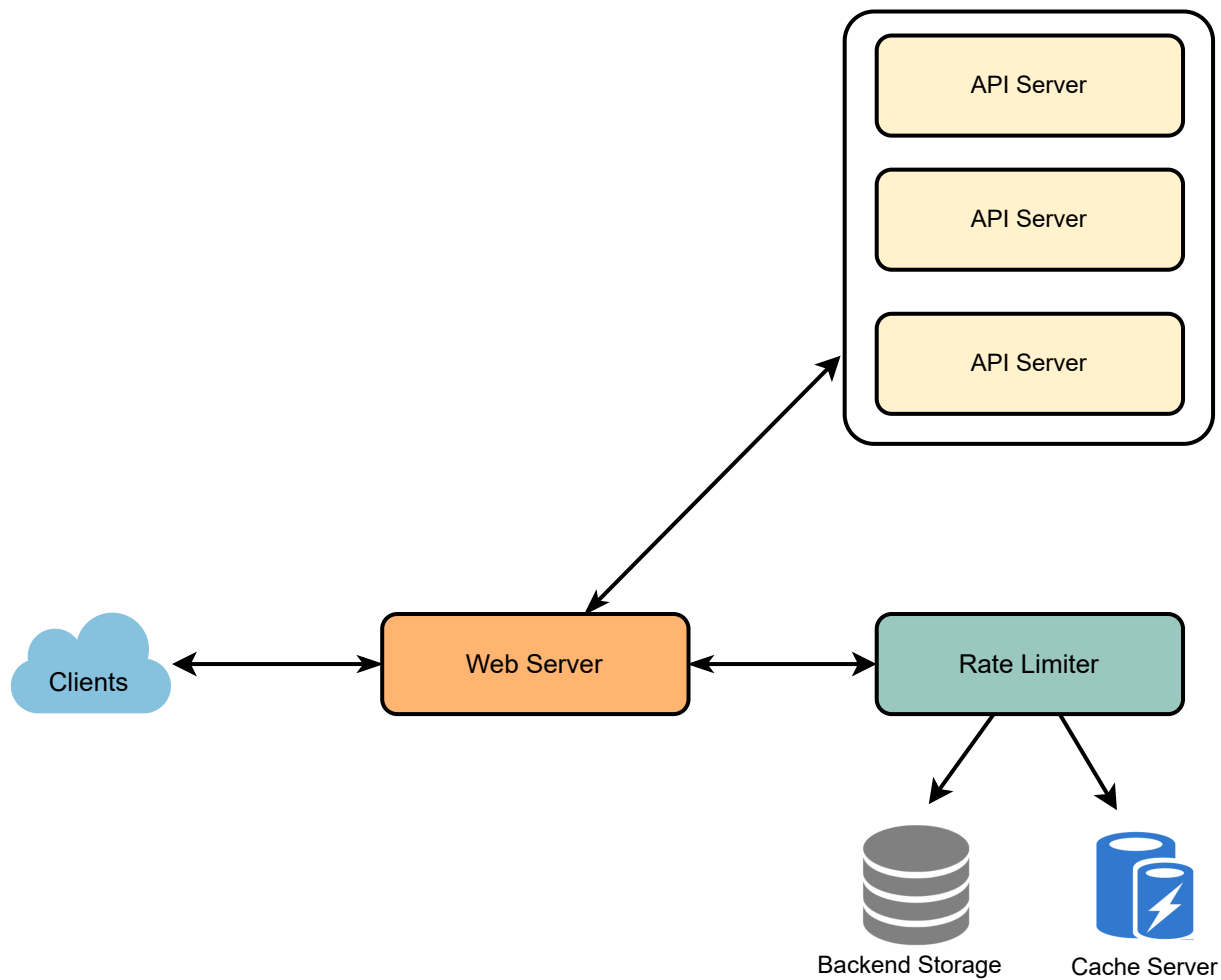 API Server
API Server
API Server
Clients
Web Server
Rate Limiter
Backend Storage
Cache Server